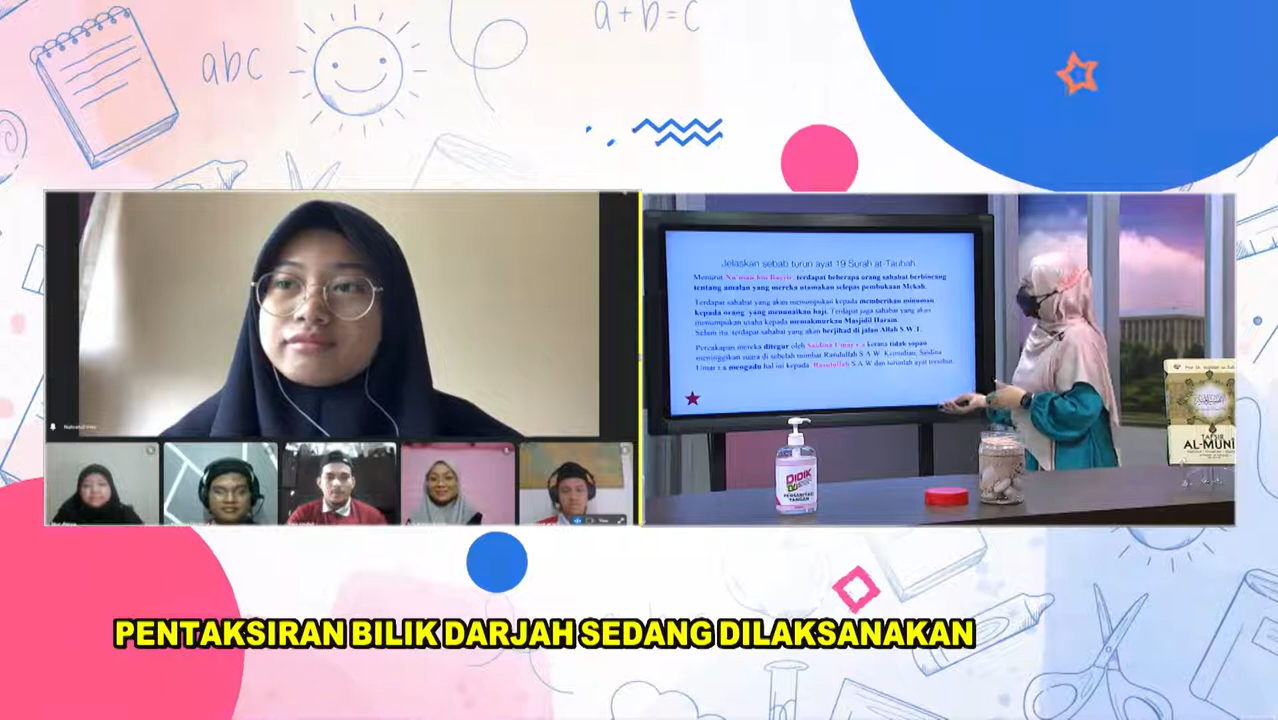 abc
a+b=c
Jelaskan sebab turun ayat 19 Surah at-Taubah.
Menurut Nu'man bin Basyir, terdapat beberapa orang sahabat berbincang
tentang amalan yang mereka utamakan selepas pembukaan Mekah.
Terdapat sahabat yang akan menumpukan kepada memberikan minuman
kepada orang yang menunaikan haji. Terdapat juga sahabat yang akan
menumpukan usaha kepada memakmurkan Masjidil Haram.
Selain itu, terdapat sahabat yang akan berjihad di jalan Allah S.W.T.
Percakapan mereka ditegur oleh Saidina Umar r.a kerana tidak sopan
meninggikan suara di sebelah mimbar Rasulullah S.A.W. Kemudian, Saidina
Umar r.a mengadu hal ini kepada Rasulullah S.A.W dan turunlah ayat tersebut.
DIDIK
TV
PENSANITASI
TANGAN
TAFSIR
AL-MUNI
PENTAKSIRAN BILIK DARJAH SEDANG DILAKSANAKAN